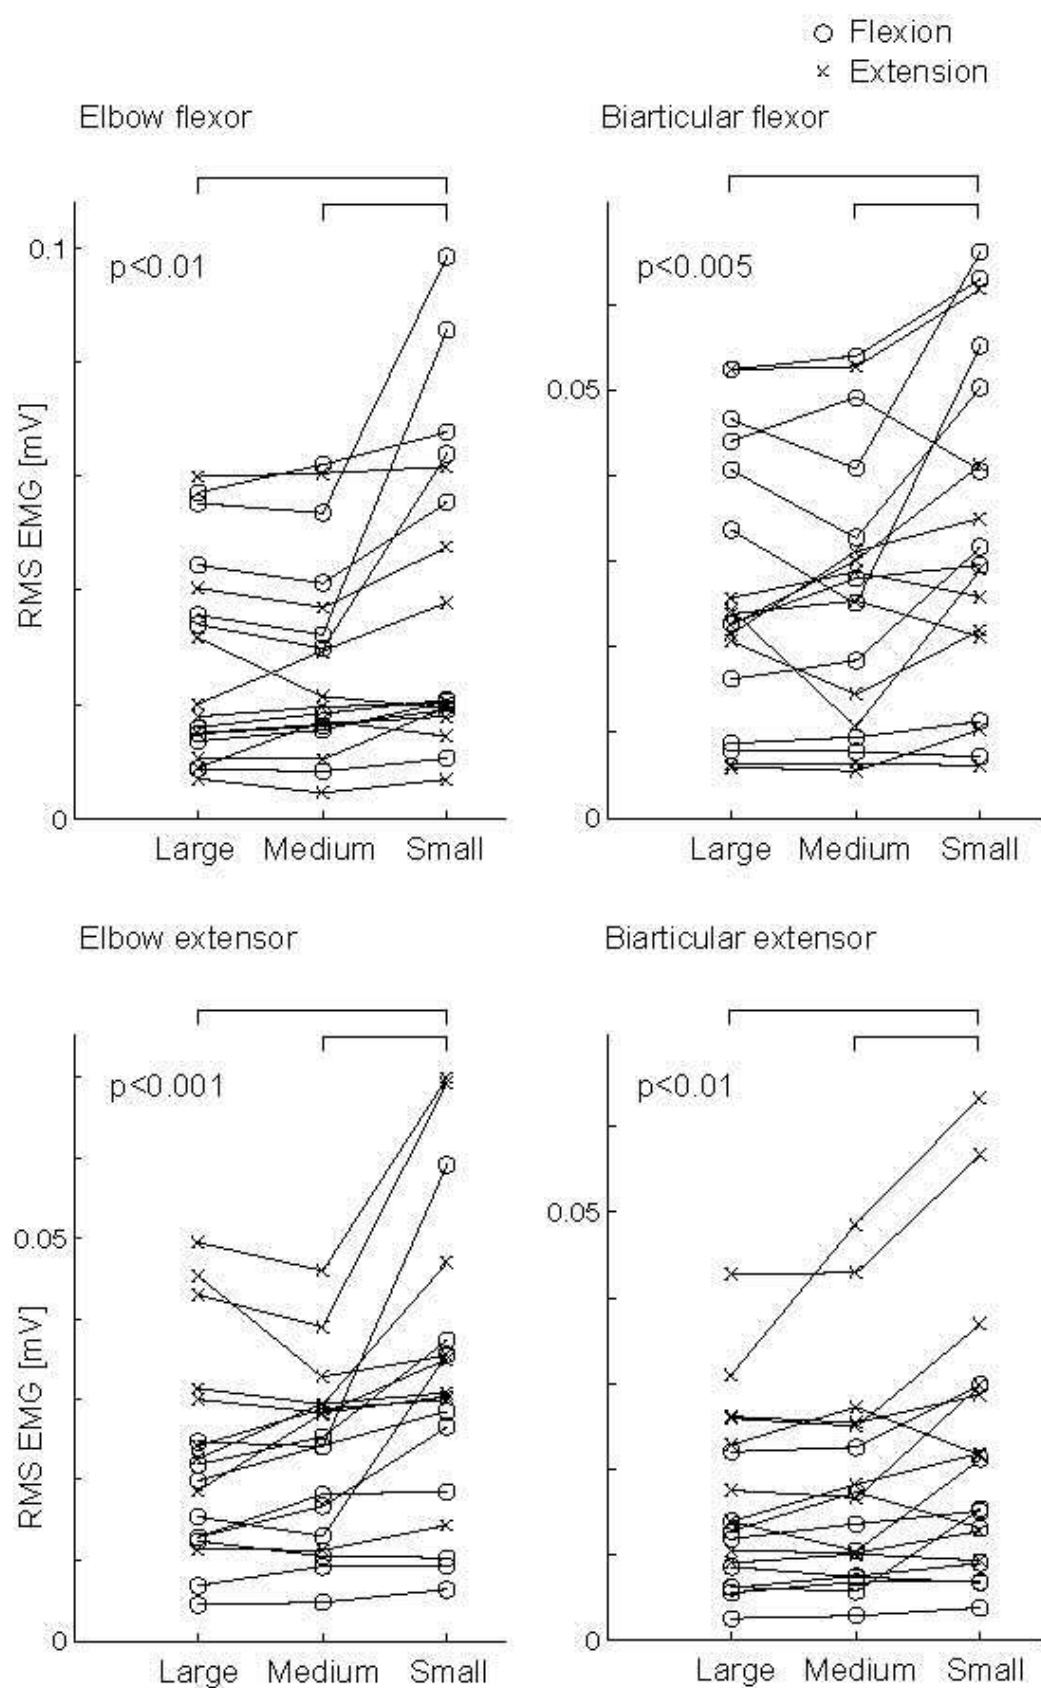 Flexion
Extension
Elbow flexor
Biarticular flexor
p<0.01
p<0.005
0.1
0.05
RMS EMG [mV]
0
0
Large Medium Small
Large Medium Small
Elbow extensor
Biarticular extensor
p<0.001
p<0.01
0.05
0.05
RMS EMG [mV]
0
0
Large Medium Small
Large Medium Small